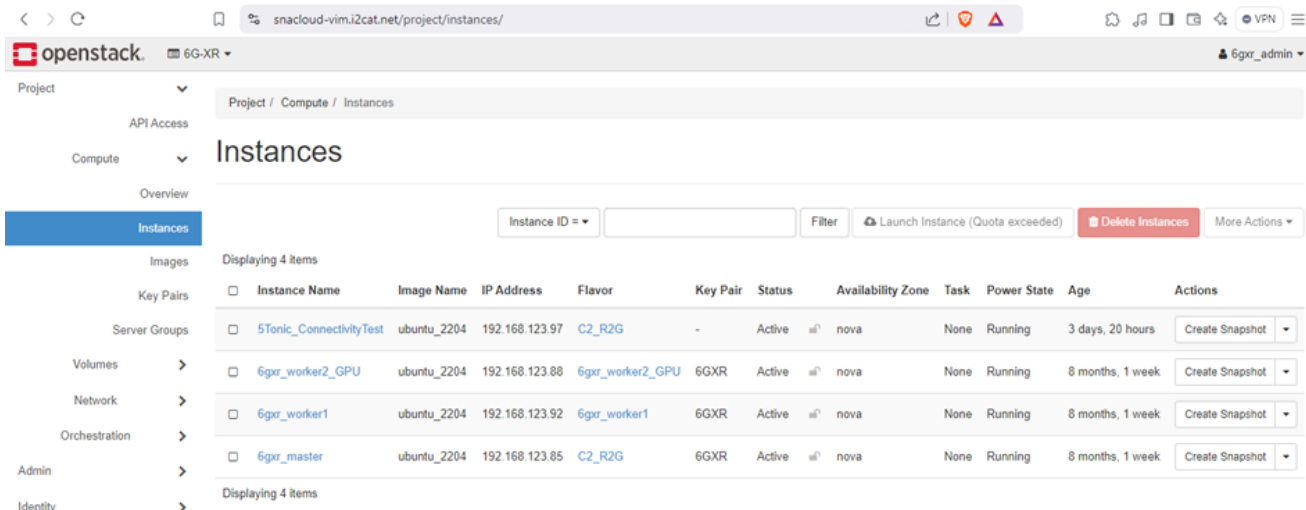 snacloud-vim.i2cat.net/project/instances/
VPN
openstack. 6G-XR
6gxr_admin
Project
API Access
Compute
Overview
Instances
Images
Key Pairs
Server Groups
Volumes
Network
Orchestration
Admin
Identity
Project / Compute / Instances
Instances
Instance ID = Filter Launch Instance (Quota exceeded) Delete Instances More Actions
Displaying 4 items
Instance Name Image Name IP Address Flavor Key Pair Status Availability Zone Task Power State Age Actions
5Tonic_ConnectivityTest ubuntu_2204 192.168.123.97 C2_R2G - Active nova None Running 3 days, 20 hours Create Snapshot
6gxr_worker2_GPU ubuntu_2204 192.168.123.88 6gxr_worker2_GPU 6GXR Active nova None Running 8 months, 1 week Create Snapshot
6gxr_worker1 ubuntu_2204 192.168.123.92 6gxr_worker1 6GXR Active nova None Running 8 months, 1 week Create Snapshot
6gxr_master ubuntu_2204 192.168.123.85 C2_R2G 6GXR Active nova None Running 8 months, 1 week Create Snapshot
Displaying 4 items